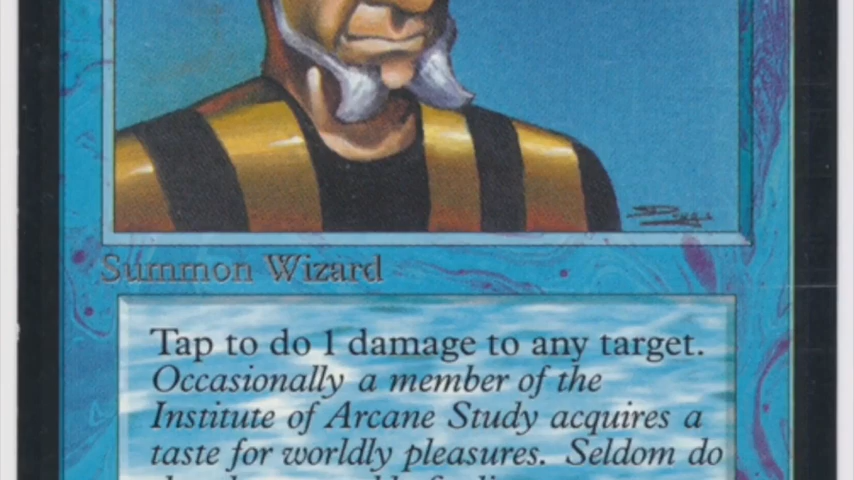 Summon Wizard
Tap to do 1 damage to any target.
Occasionally a member of the
Institute of Arcane Study acquires a
taste for worldly pleasures. Seldom do